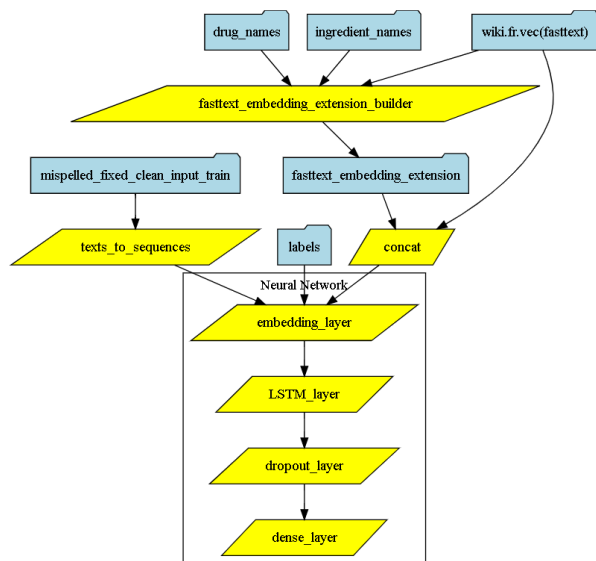 drug_names
ingredient_names
wiki.fr.vec(fasttext)
fasttext_embedding_extension_builder
mispelled_fixed_clean_input_train
fasttext_embedding_extension
texts_to_sequences
labels
concat
Neural Network
embedding_layer
LSTM_layer
dropout_layer
dense_layer